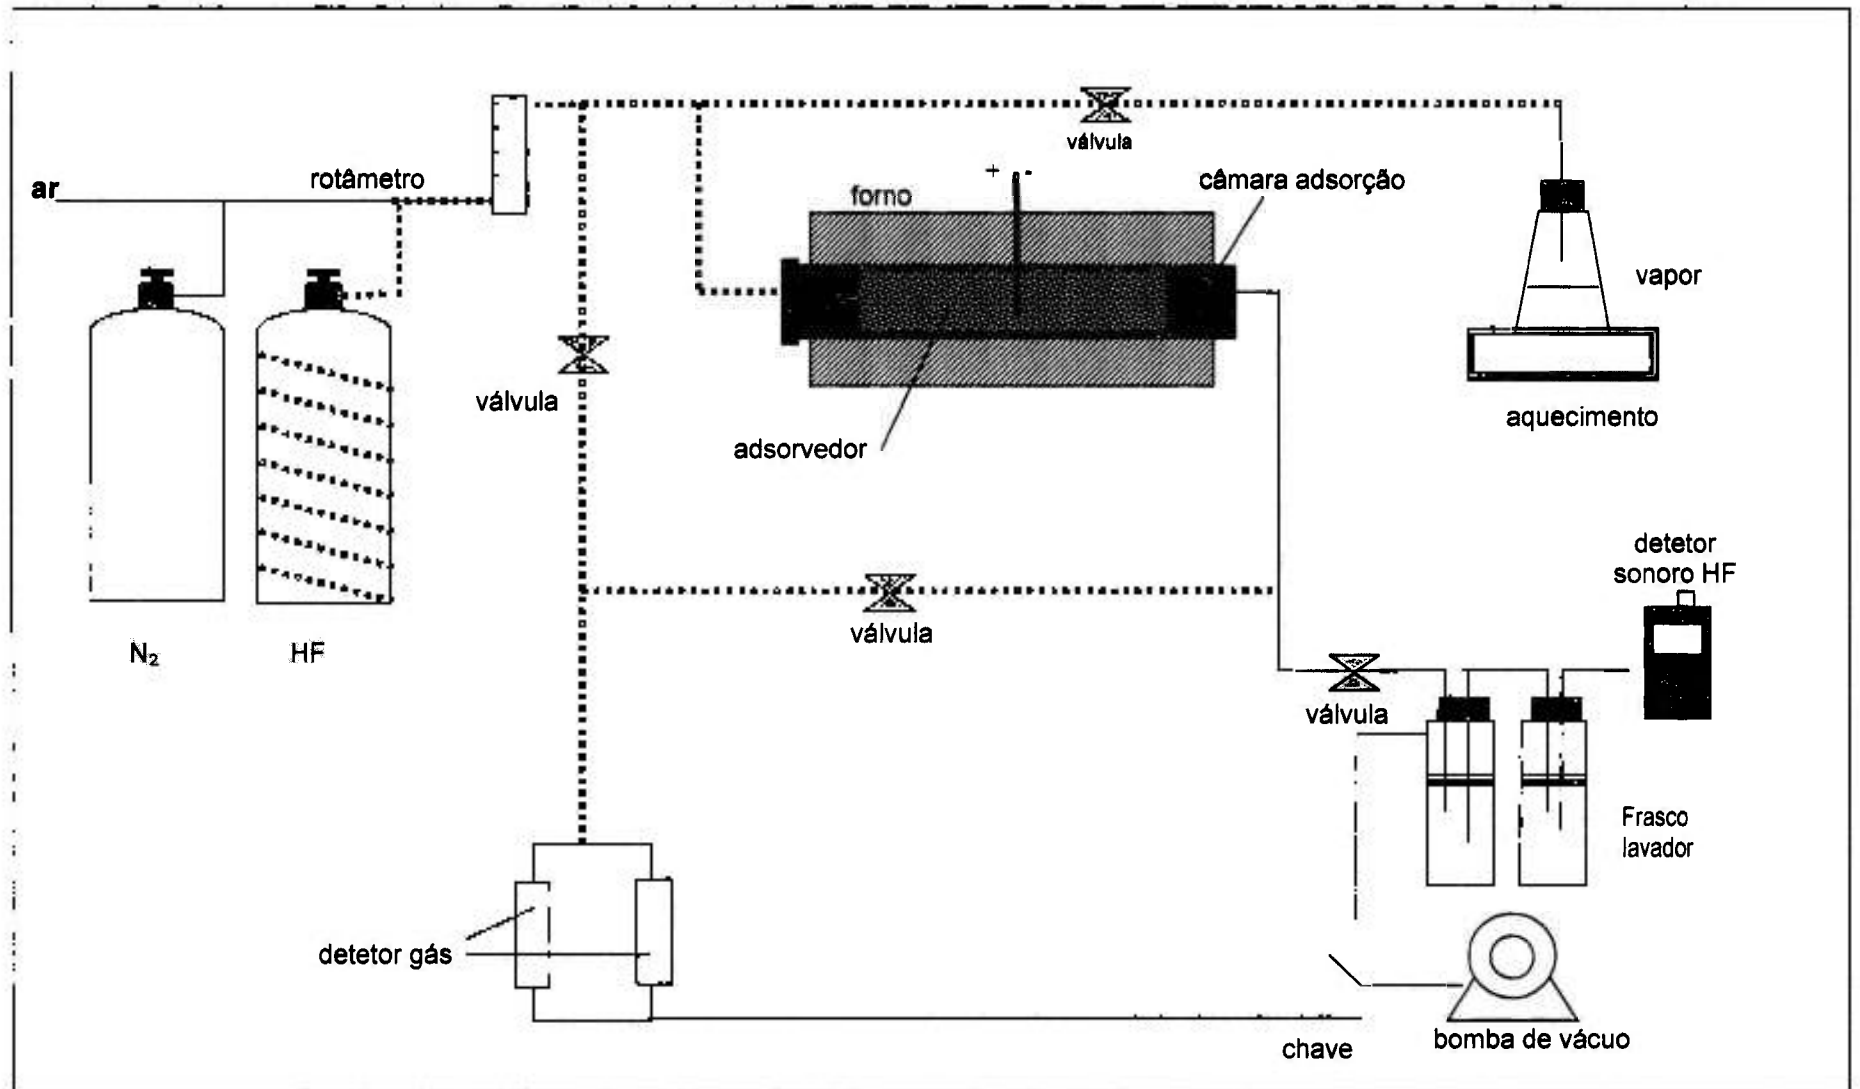 válvula
+ -
ar
rotâmetro
forno
câmara adsorção
vapor
válvula
aquecimento
adsorvedor
detetor
sonoro HF
válvula
N₂
HF
válvula
Frasco
lavador
detetor gás
chave
bomba de vácuo